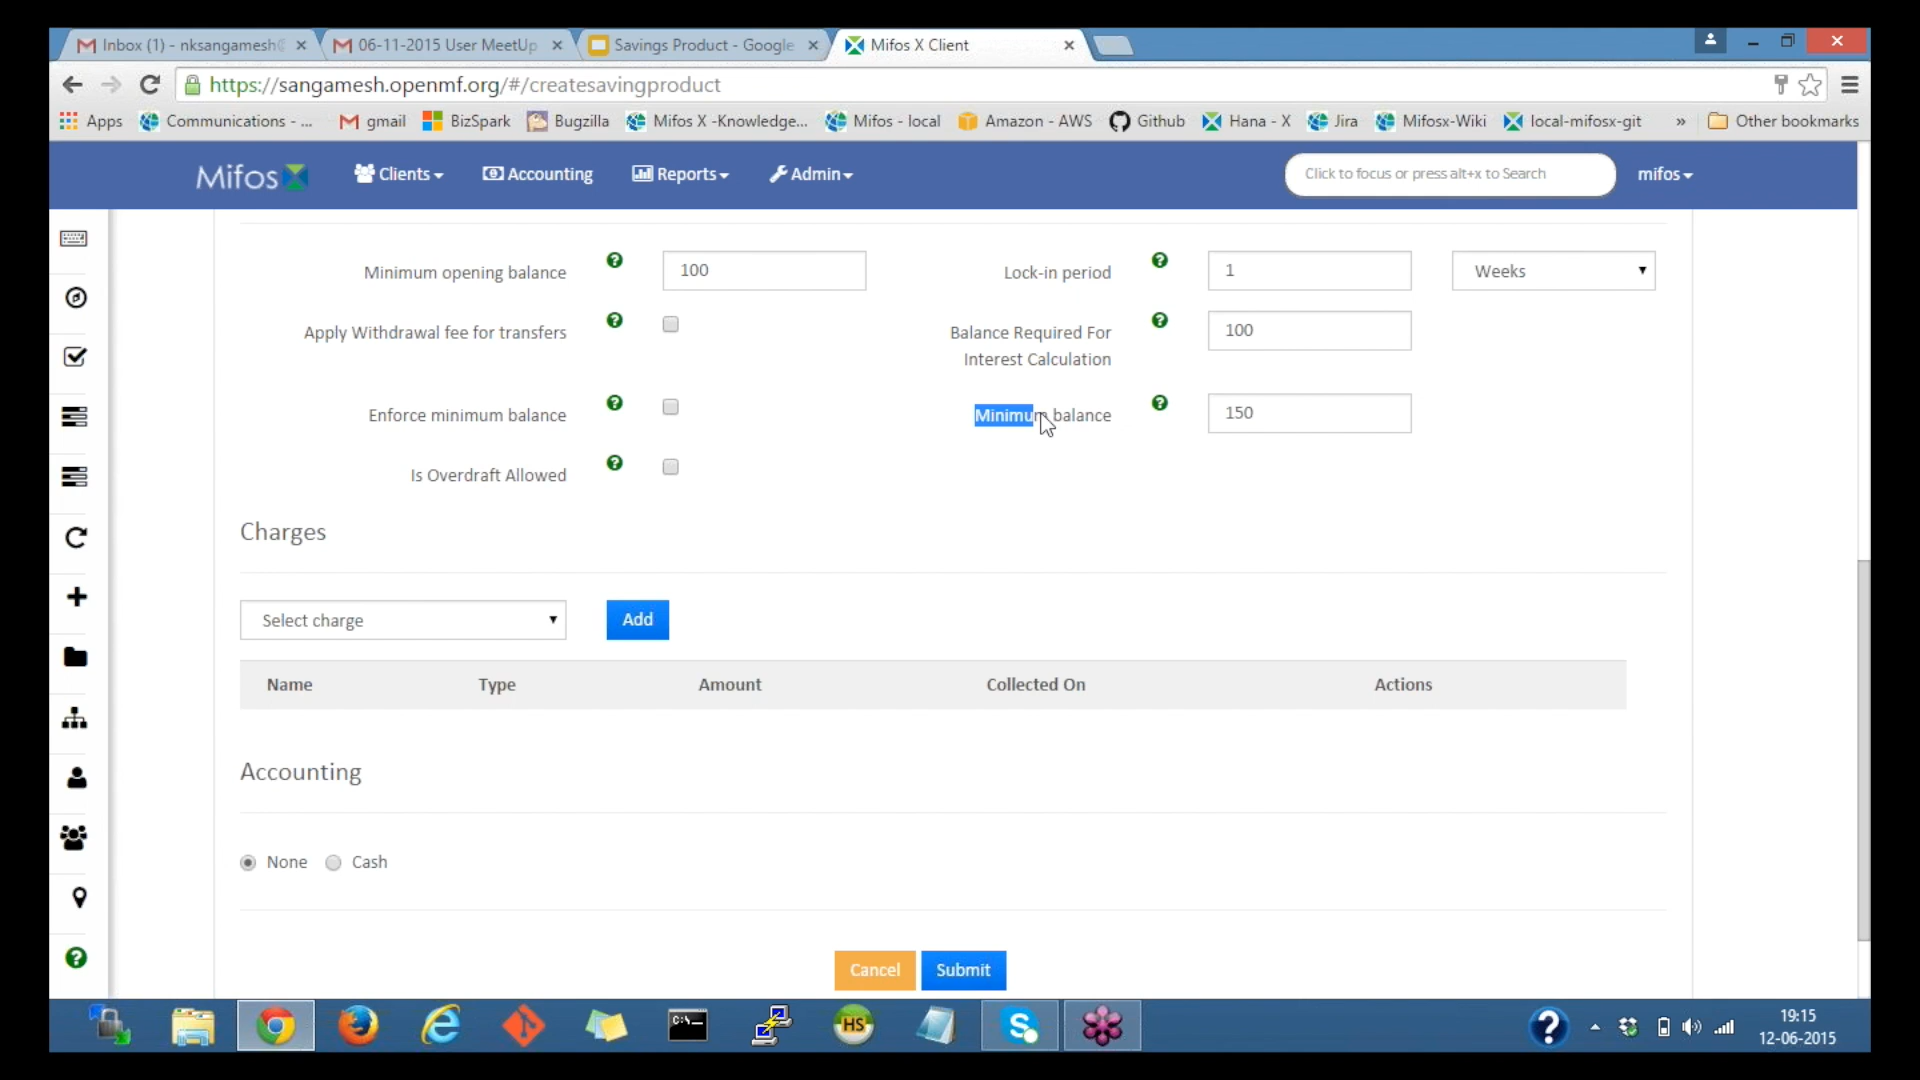 Inbox (1) - nksangamesh@ 06-11-2015 User MeetUp Savings Product - Google Mifos X Client
https://sangamesh.openmf.org/#/createsavingproduct
Apps Communications - ... gmail BizSpark Bugzilla Mifos X -Knowledge... Mifos - local Amazon - AWS Github Hana - X Jira Mifosx-Wiki local-mifosx-git » Other bookmarks
Mifos Clients Accounting Reports Admin Click to focus or press alt+x to Search mifos
Minimum opening balance 100 Lock-in period 1 Weeks
Apply Withdrawal fee for transfers Balance Required For 100
Interest Calculation
Enforce minimum balance Minimum balance 150
Is Overdraft Allowed
Charges
Select charge Add
Name Type Amount Collected On Actions
Accounting
None Cash
Cancel Submit
C:\_ HS S 19:15
12-06-2015